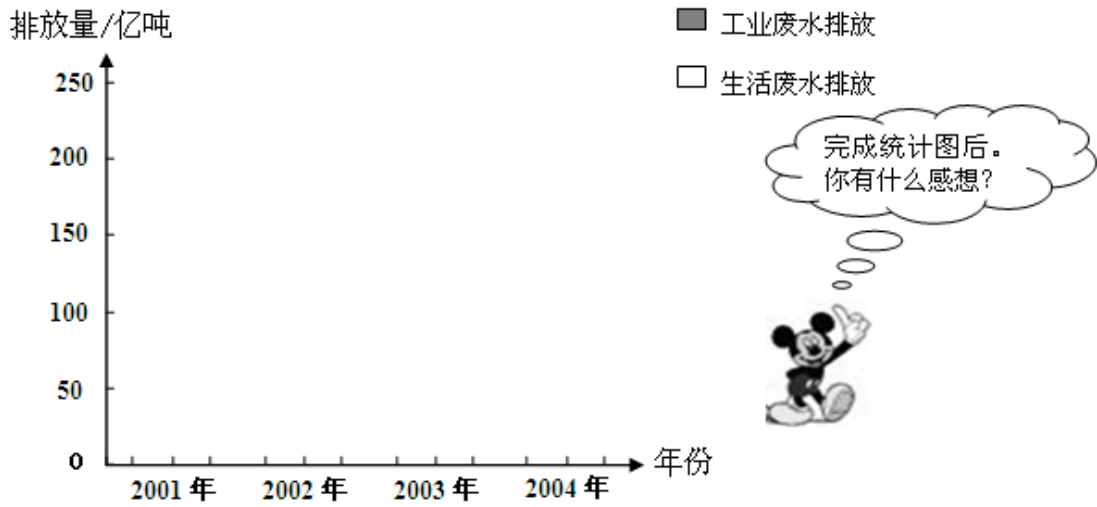 排放量/亿吨
250
200
150
100
50
0
2001 年
2002 年
2003 年
2004 年
年份
工业废水排放
生活废水排放
完成统计图后。
你有什么感想?